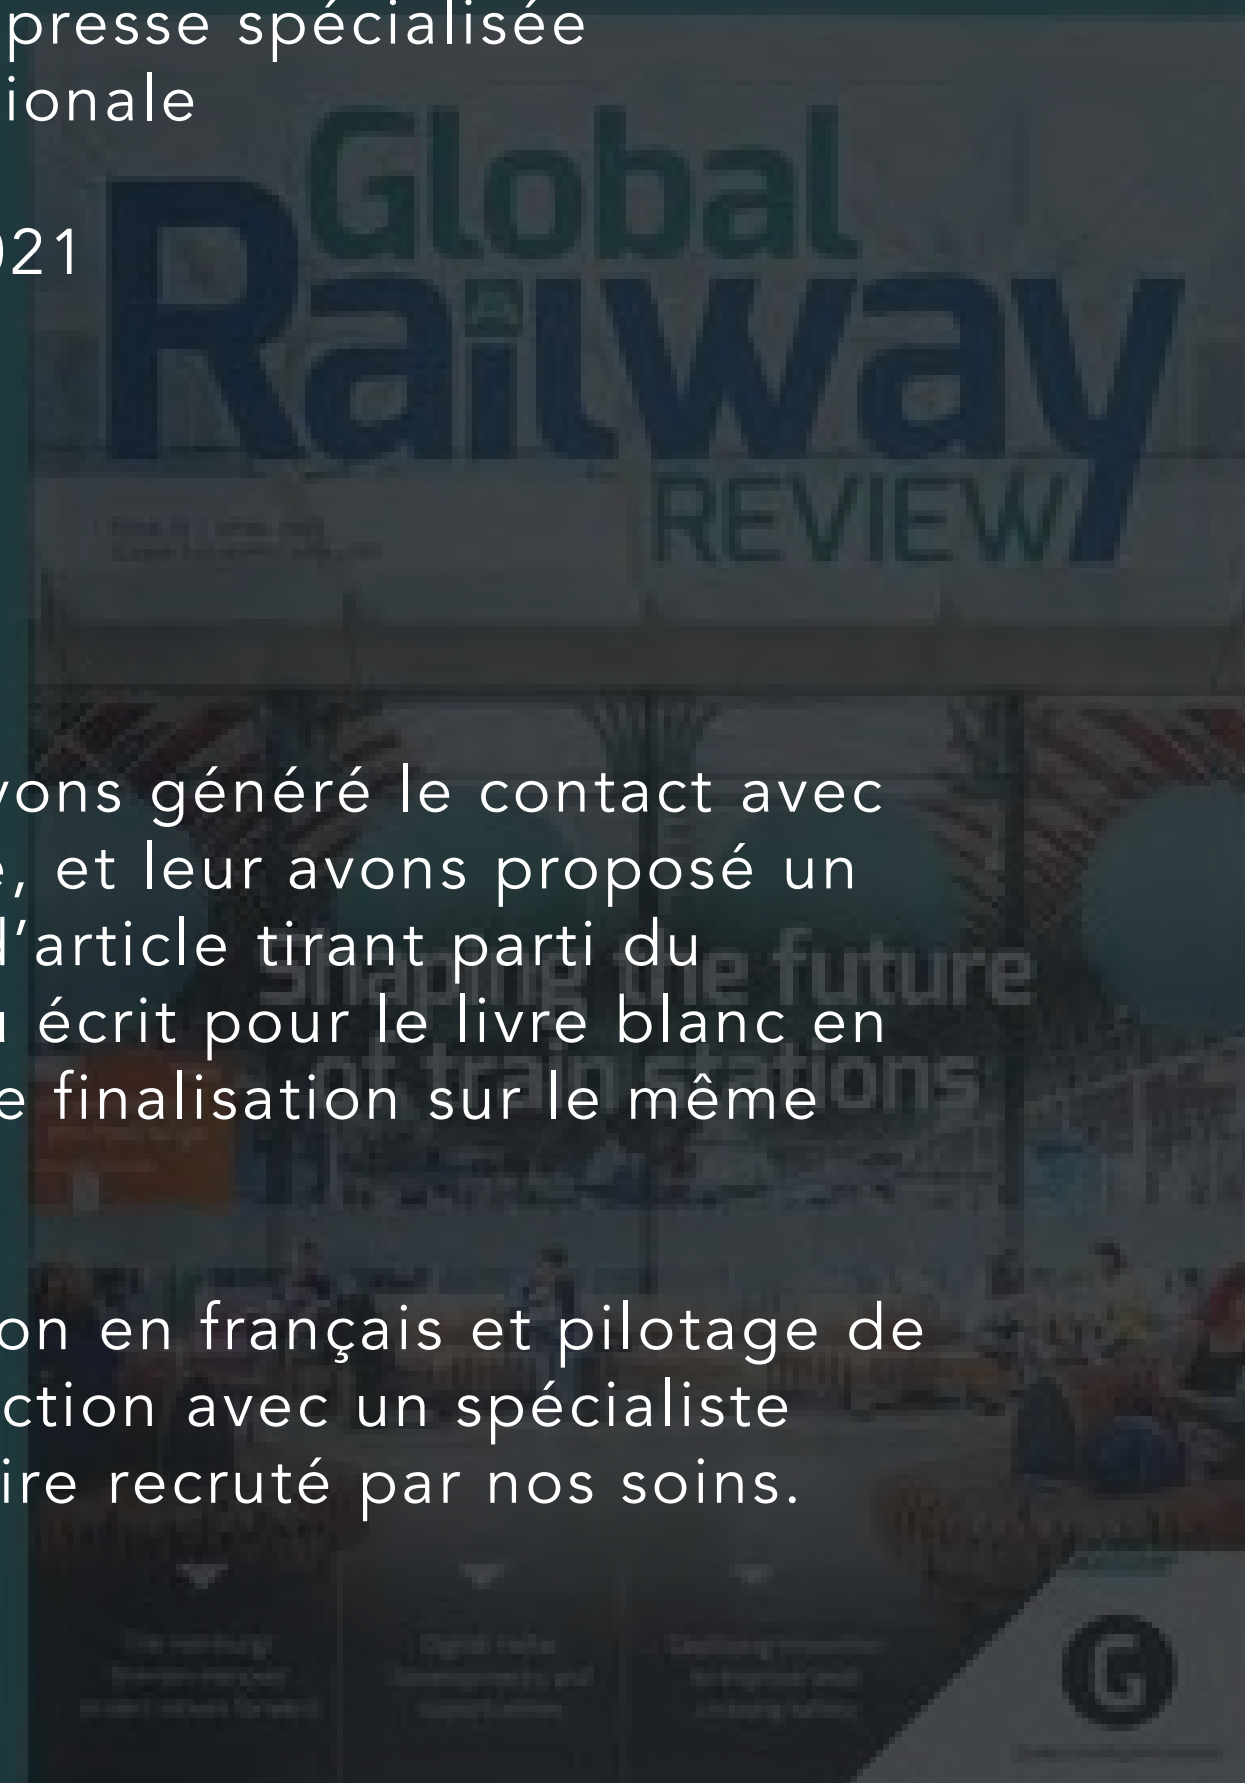 presse spécialisée
ionale
021
Global
Railway
REVIEW
vons généré le contact avec
e, et leur avons proposé un
d’article tirant parti du
écrit pour le livre blanc en
e finalisation sur le même
Shaping the future
of train stations
on en français et pilotage de
ction avec un spécialiste
ire recruté par nos soins.
G